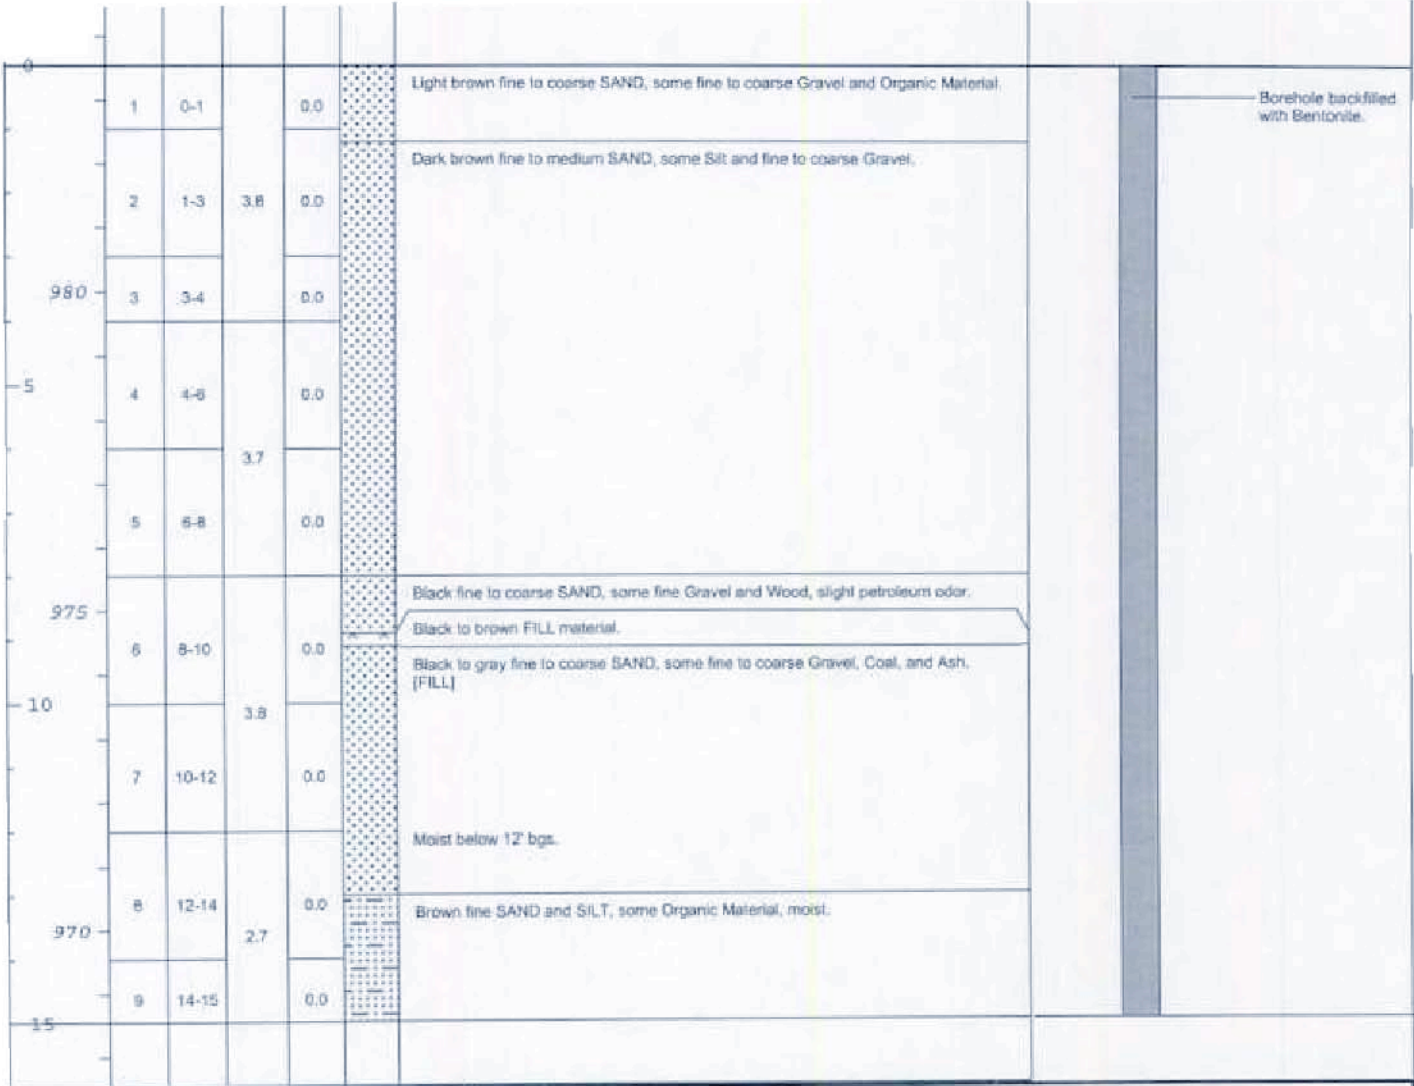 0
Light brown fine to coarse SAND, some fine to coarse Gravel and Organic Material.
1 0-1 0.0
Borehole backfilled
with Bentonite.
Dark brown fine to medium SAND, some Silt and fine to coarse Gravel.
2 1-3 3.8 0.0
980 3 3-4 0.0
5 4 4-6 0.0
3.7
5 6-8 0.0
Black fine to coarse SAND, some fine Gravel and Wood, slight petroleum odor.
975
Black to brown FILL material.
6 8-10 0.0
Black to gray fine to coarse SAND, some fine to coarse Gravel, Coal, and Ash.
[FILL]
10 3.8
7 10-12 0.0
Moist below 12' bgs.
8 12-14 0.0
Brown fine SAND and SILT, some Organic Material, moist.
970 2.7
9 14-15 0.0
15